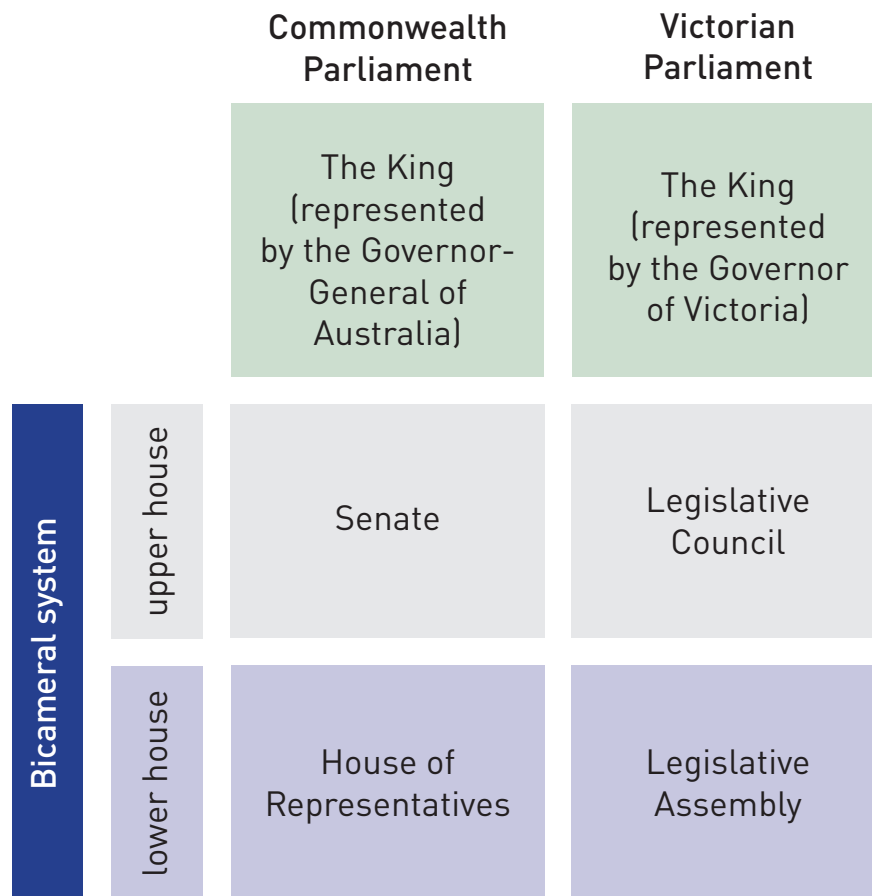 Commonwealth
Parliament
Victorian
Parliament
The King
(represented
by the Governor-
General of
Australia)
The King
(represented
by the Governor
of Victoria)
Bicameral system
upper house
Senate
Legislative
Council
lower house
House of
Representatives
Legislative
Assembly